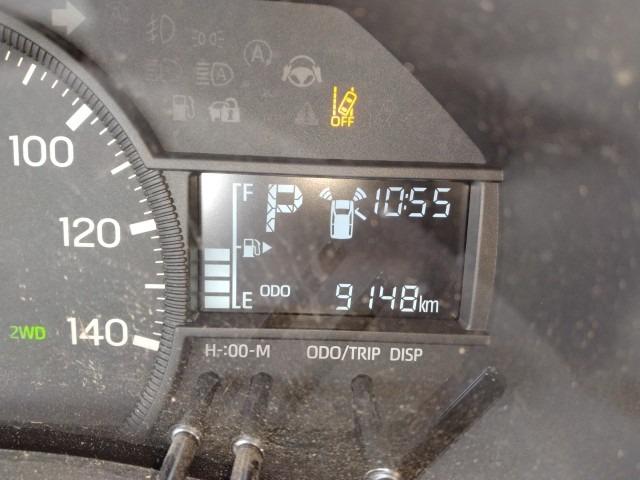 OFF
100
F
P
10:55
120
ODO
E
9148km
2WD
140
H-:00-M
ODO/TRIP DISP